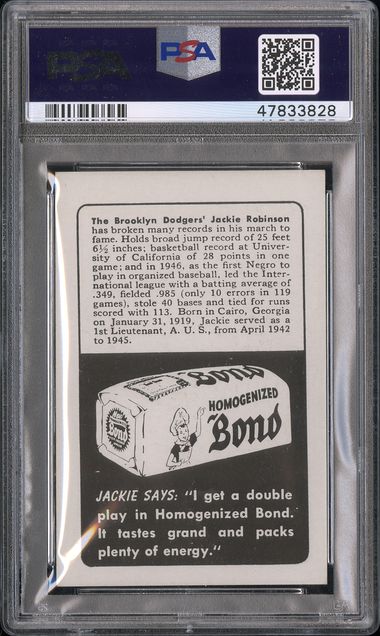 PSA
PSA
47833828
The Brooklyn Dodgers' Jackie Robinson
has broken many records in his march to
fame. Holds broad jump record of 25 feet
6½ inches; basketball record at Univer-
sity of California of 28 points in one
game; and in 1946, as the first Negro to
play in organized baseball, led the Inter-
national league with a batting average of
.349, fielded .985 (only 10 errors in 119
games), stole 40 bases and tied for runs
scored with 113. Born in Cairo, Georgia
on January 31, 1919, Jackie served as a
1st Lieutenant, A. U. S., from April 1942
to 1945.
Bond
HOMOGENIZED
Bond
Bond
JACKIE SAYS: "I get a double
play in Homogenized Bond.
It tastes grand and packs
plenty of energy."